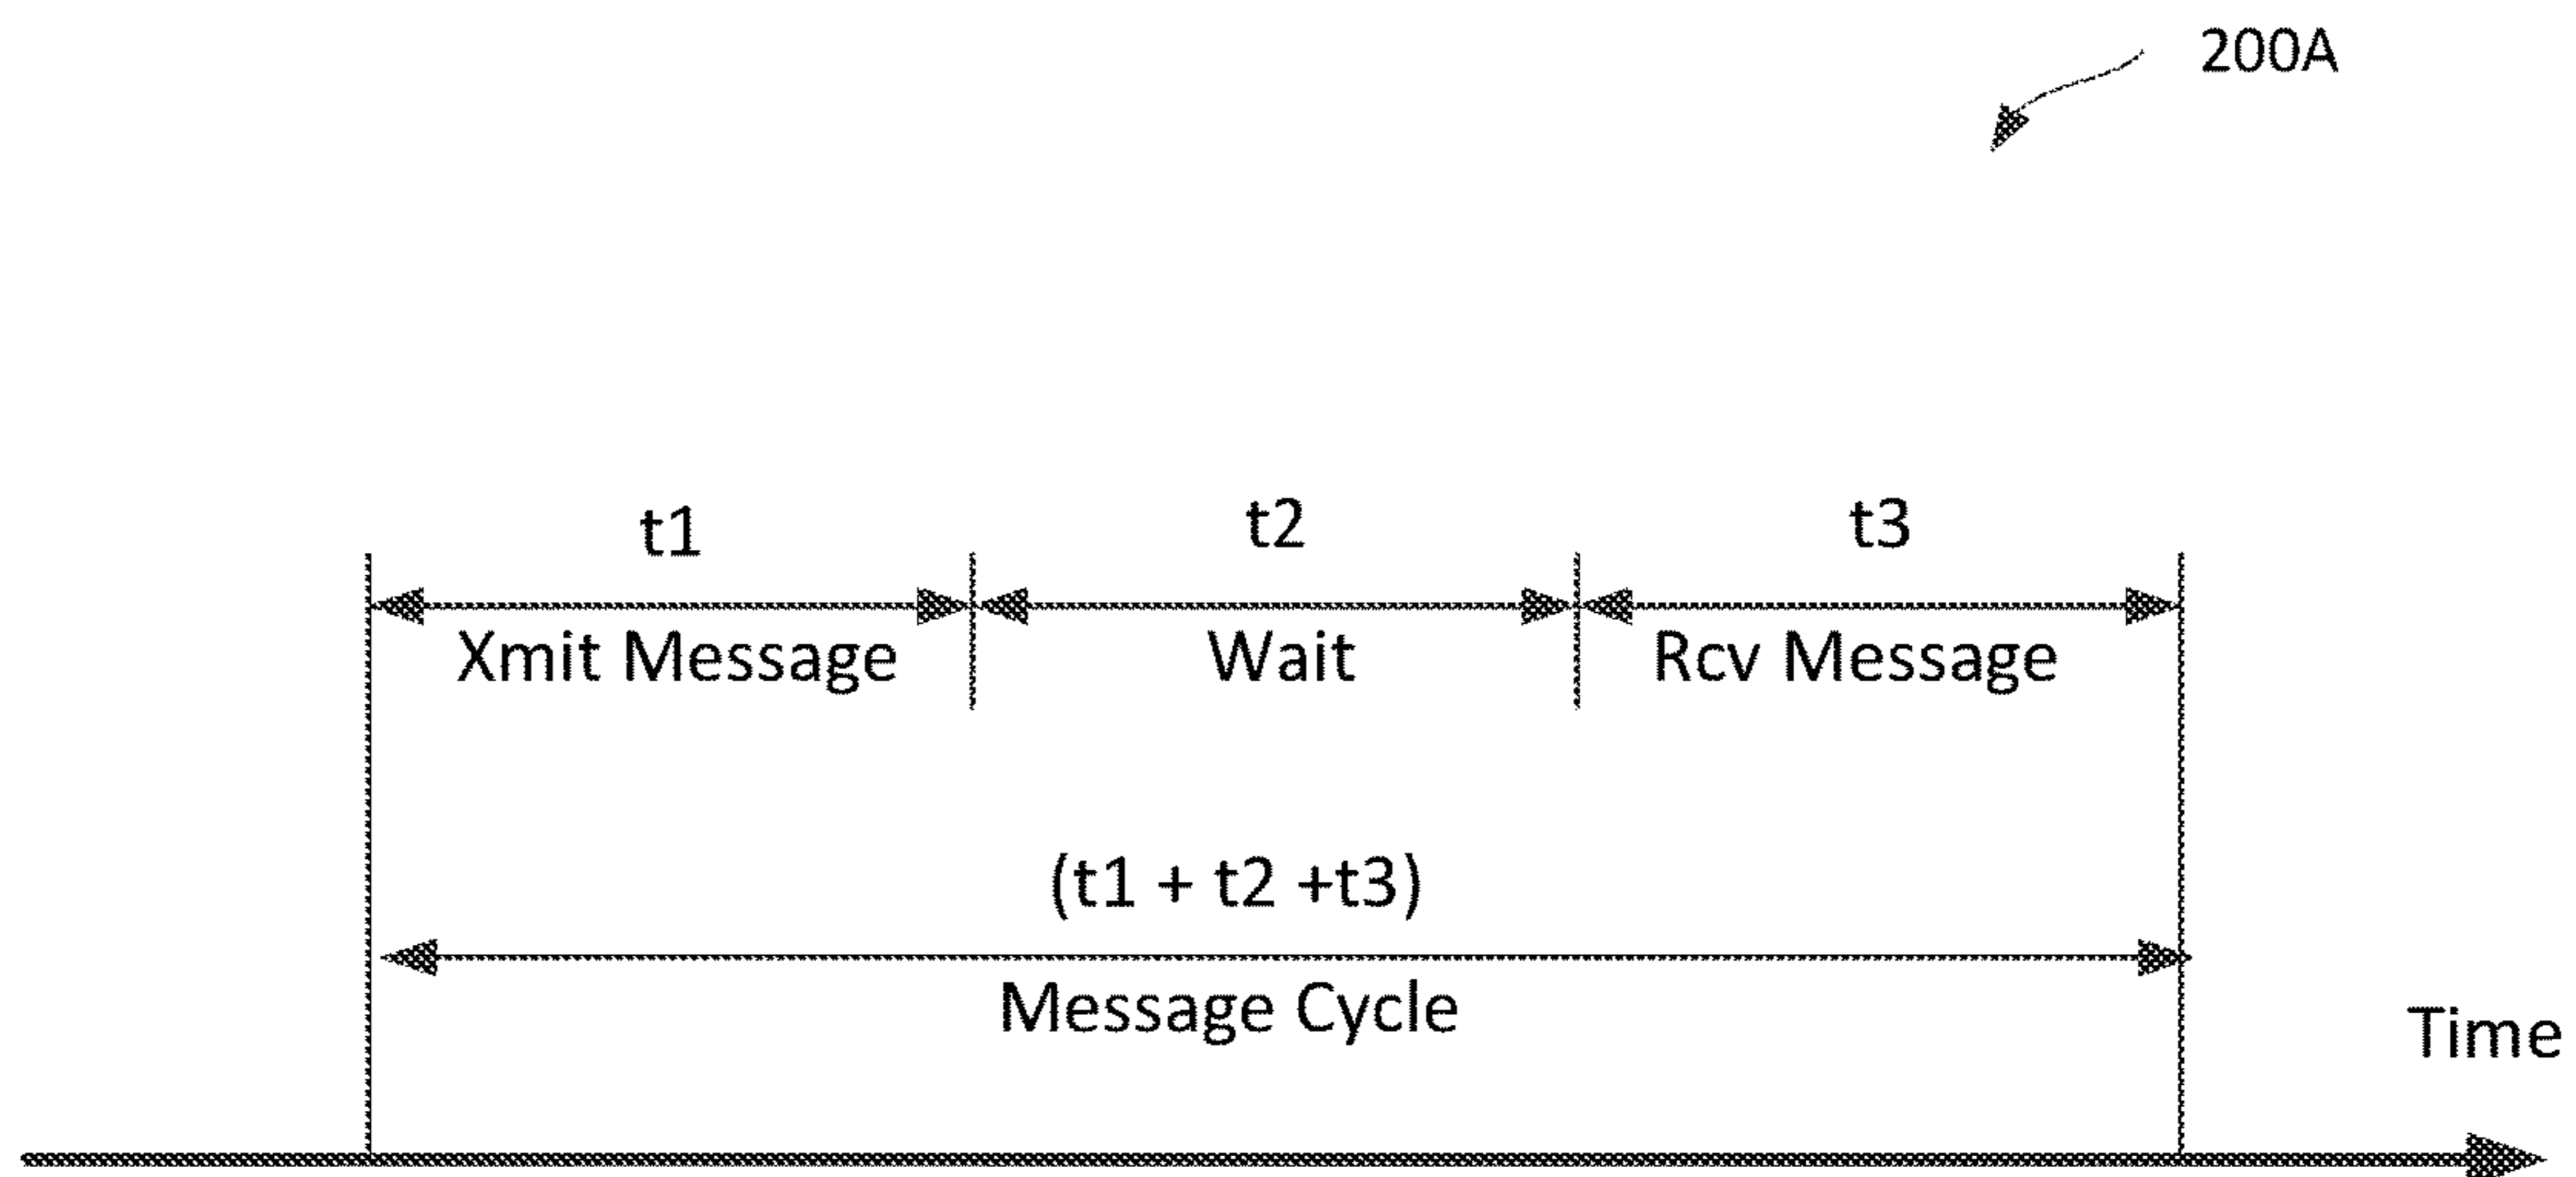 200A
t1
t2
t3
Xmit Message
Wait
Rcv Message
(t1 + t2 +t3)
Message Cycle
Time